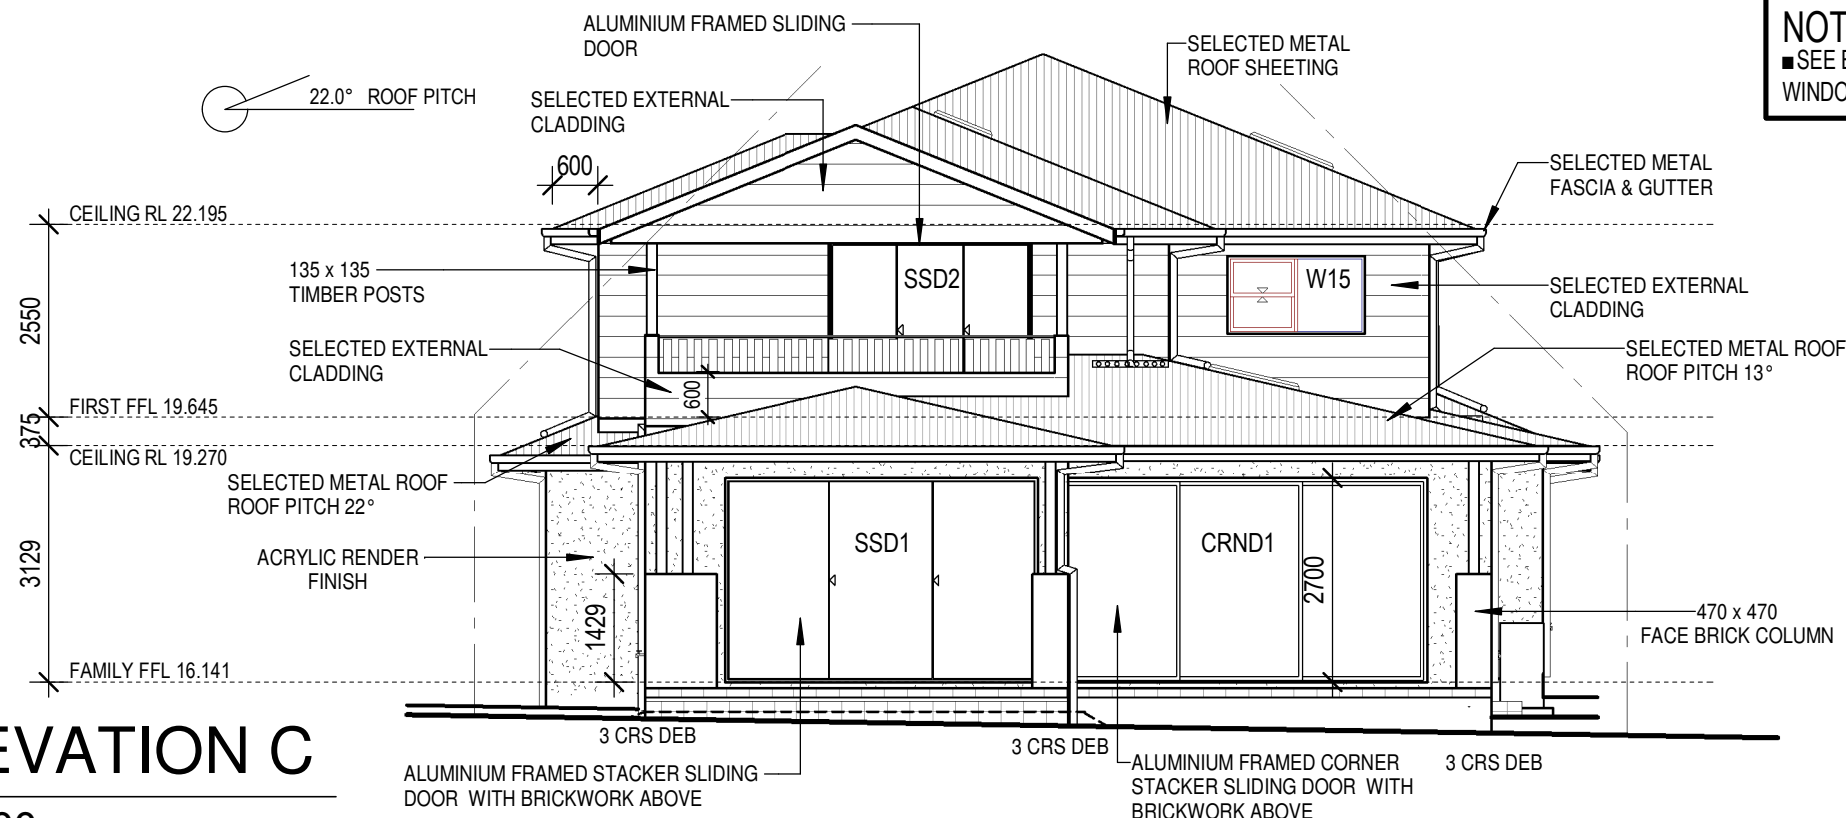 ALUMINIUM FRAMED SLIDING
DOOR
SELECTED METAL
ROOF SHEETING
NOT
■SEE
WINDO
22.0° ROOF PITCH
SELECTED EXTERNAL
CLADDING
600
SELECTED METAL
FASCIA & GUTTER
CEILING RL 22.195
135 x 135
TIMBER POSTS
SSD2
W15
SELECTED EXTERNAL
CLADDING
2550
SELECTED EXTERNAL
CLADDING
600
SELECTED METAL ROOF
ROOF PITCH 13°
FIRST FFL 19.645
375
CEILING RL 19.270
SELECTED METAL ROOF
ROOF PITCH 22°
SSD1
CRND1
ACRYLIC RENDER
FINISH
3129
1429
2700
470 x 470
FACE BRICK COLUMN
FAMILY FFL 16.141
EVATION C
3 CRS DEB
3 CRS DEB
3 CRS DEB
ALUMINIUM FRAMED STACKER SLIDING
DOOR WITH BRICKWORK ABOVE
ALUMINIUM FRAMED CORNER
STACKER SLIDING DOOR WITH
BRICKWORK ABOVE